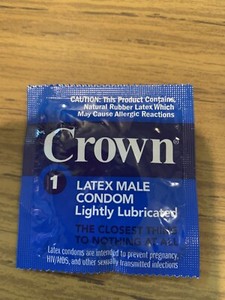 CAUTION: This Product Contains
Natural Rubber Latex Which
May Cause Allergic Reactions
Crown
1
LATEX MALE
CONDOM
Lightly Lubricated
THE CLOSEST THING
TO NOTHING AT ALL
Latex condoms are intended to prevent pregnancy,
HIV/AIDS, and other sexually transmitted infections